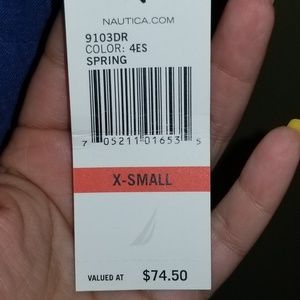 NAUTICA.COM
9103DR
COLOR: 4ES
SPRING
7 05211 01653 5
X-SMALL
VALUED AT $74.50